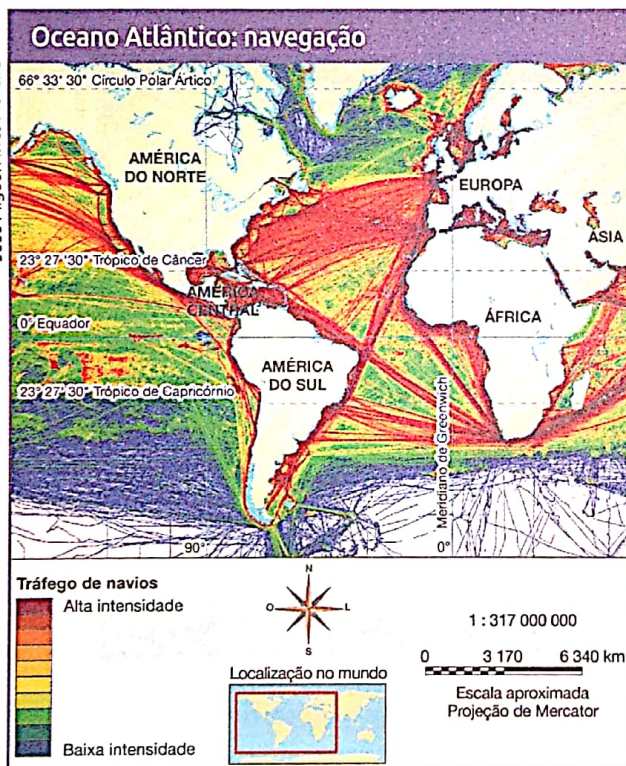 Oceano Atlântico: navegação
66° 33' 30" Círculo Polar Ártico
AMÉRICA
DO NORTE
EUROPA
ÁSIA
23° 27' 30" Trópico de Câncer
AMÉRICA
CENTRAL
ÁFRICA
0° Equador
AMÉRICA
DO SUL
23° 27' 30" Trópico de Capricórnio
Meridiano de Greenwich
90°
0°
Tráfego de navios
Alta intensidade
Baixa intensidade
N
O
L
S
Localização no mundo
1 : 317 000 000
0 3 170 6 340 km
Escala aproximada
Projeção de Mercator